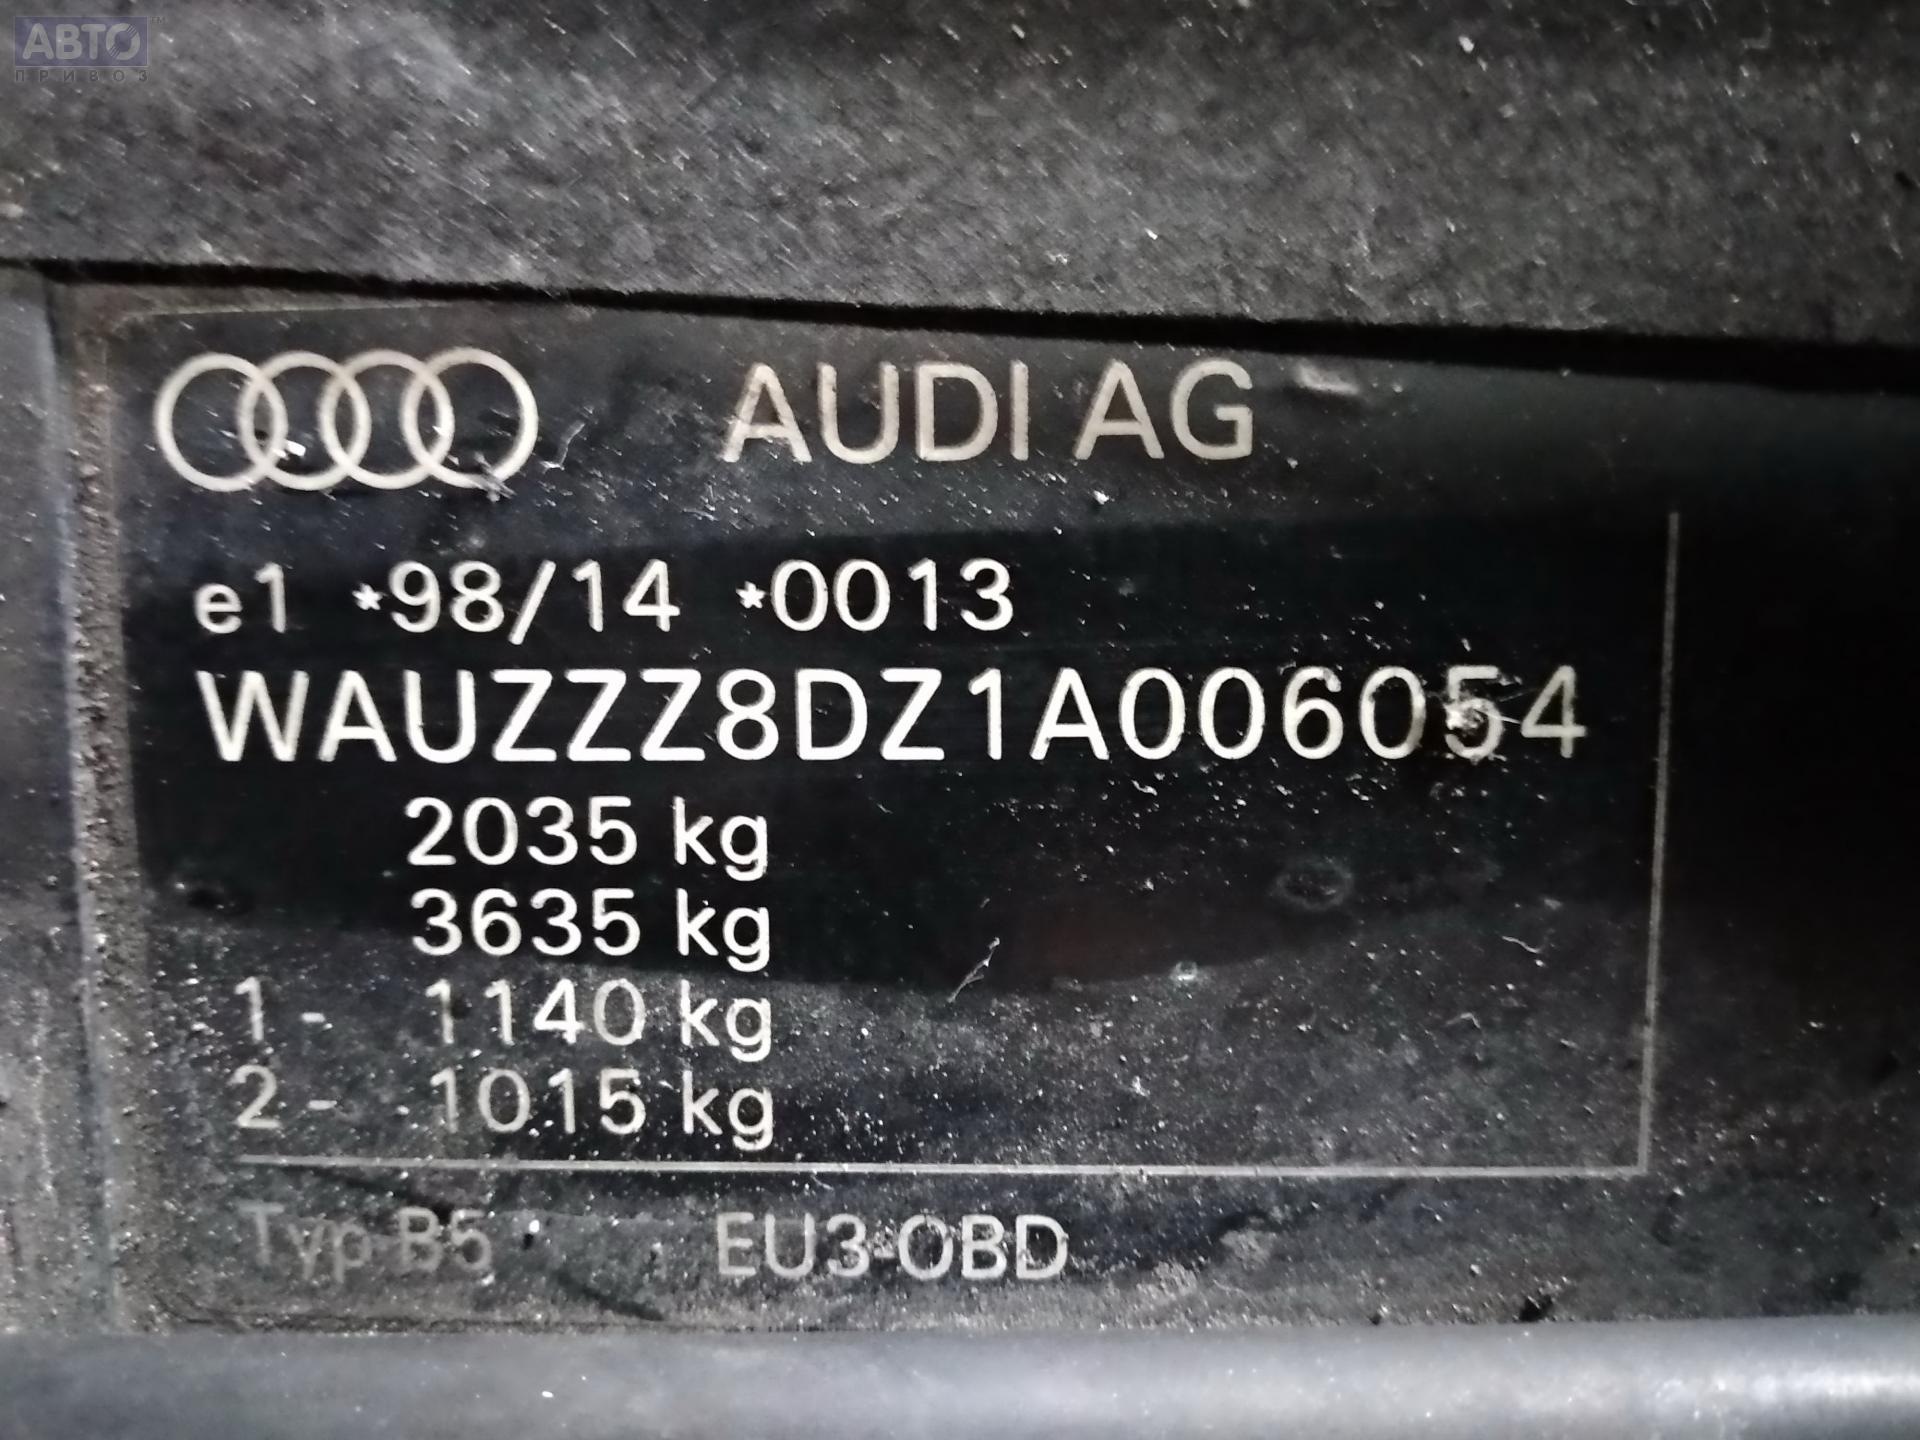 АВТО™
ПРИВОЗ
AUDI AG
e1 *98/14 *0013
WAUZZZ8DZ1A006054
2035 kg
3635 kg
1 - 1140 kg
2 - 1015 kg
Typ B5 EU3-OBD